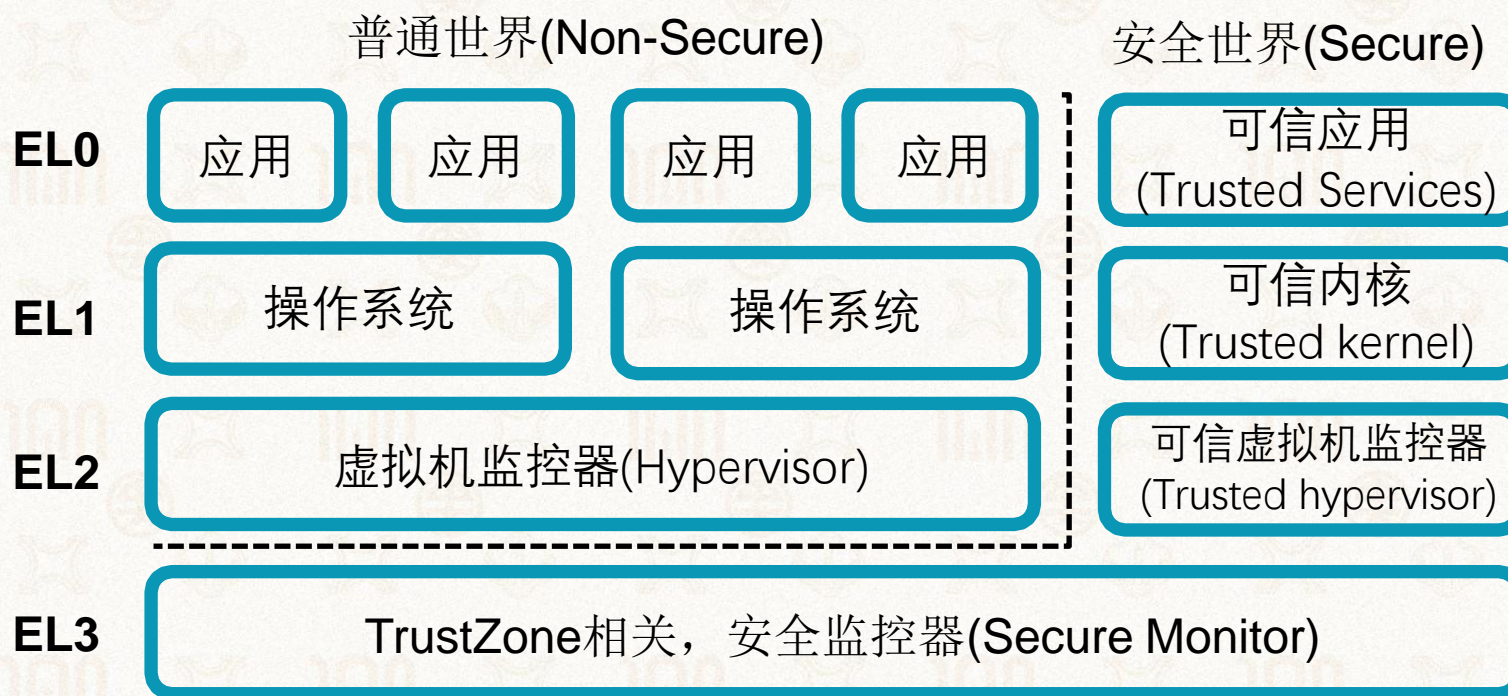 普通世界(Non-Secure)
安全世界(Secure)
EL0
应用
应用
应用
应用
可信应用
(Trusted Services)
EL1
操作系统
操作系统
可信内核
(Trusted kernel)
EL2
虚拟机监控器(Hypervisor)
可信虚拟机监控器
(Trusted hypervisor)
EL3
TrustZone相关，安全监控器(Secure Monitor)